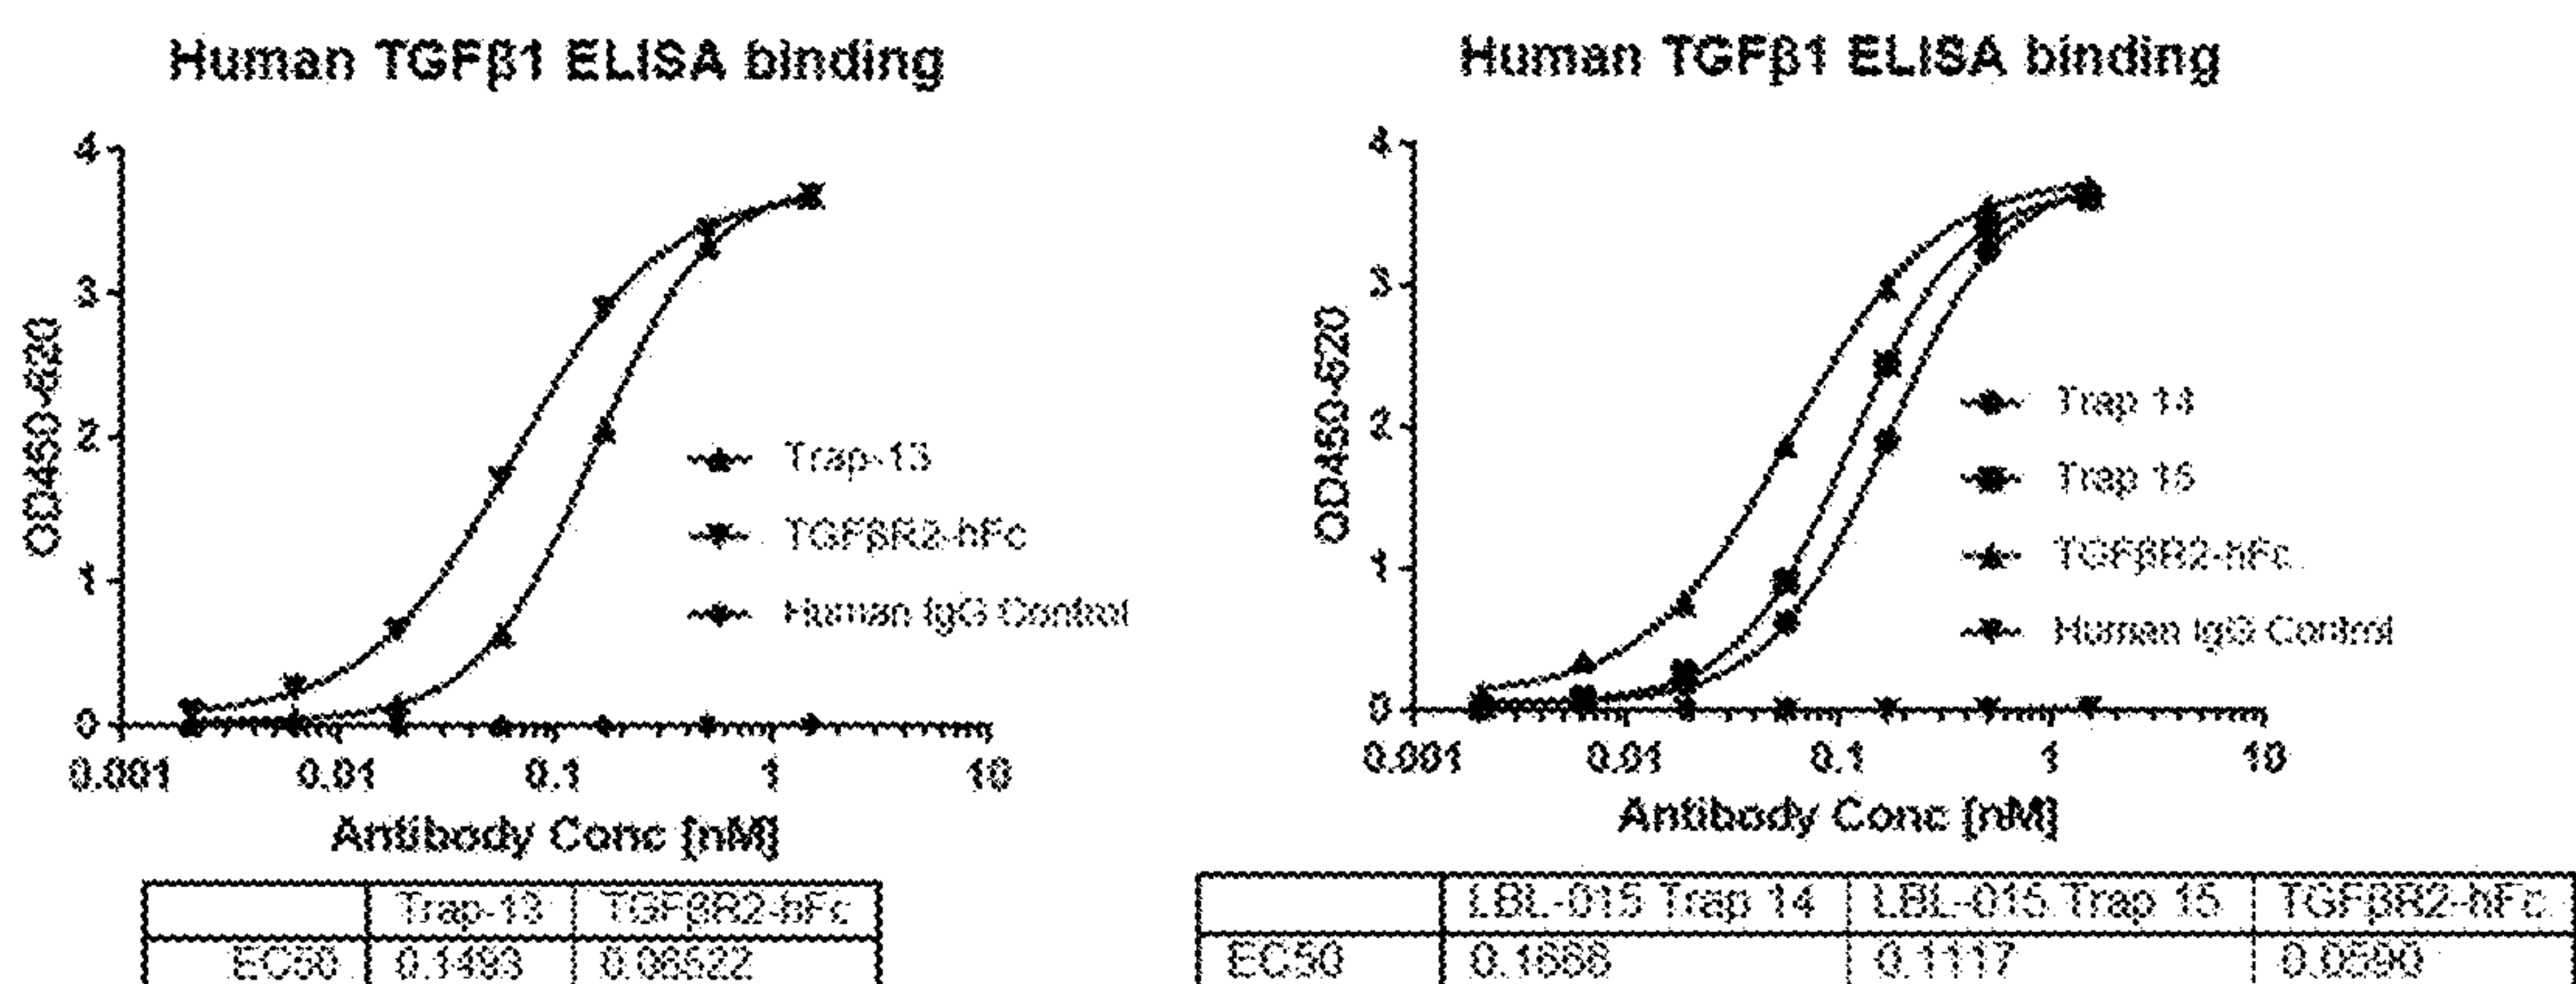 Human TGFβ1 ELISA binding
4
3
2
1
0
OD450-620
0.001 0.01 0.1 1 10
Antibody Conc [nM]
Trap-13
TGFβR2-hFc
Human IgG Control
Trap-13 TGFβR2-hFc
EC50 0.1493
Human TGFβ1 ELISA binding
4
3
2
1
0
OD450-620
0.001 0.01 0.1 1 10
Antibody Conc [nM]
Trap 14
Trap 15
TGFβR2-hFc
Human IgG Control
LBL-015 Trap 14 LBL-015 Trap 15 TGFβR2-hFc
EC50 0.1117